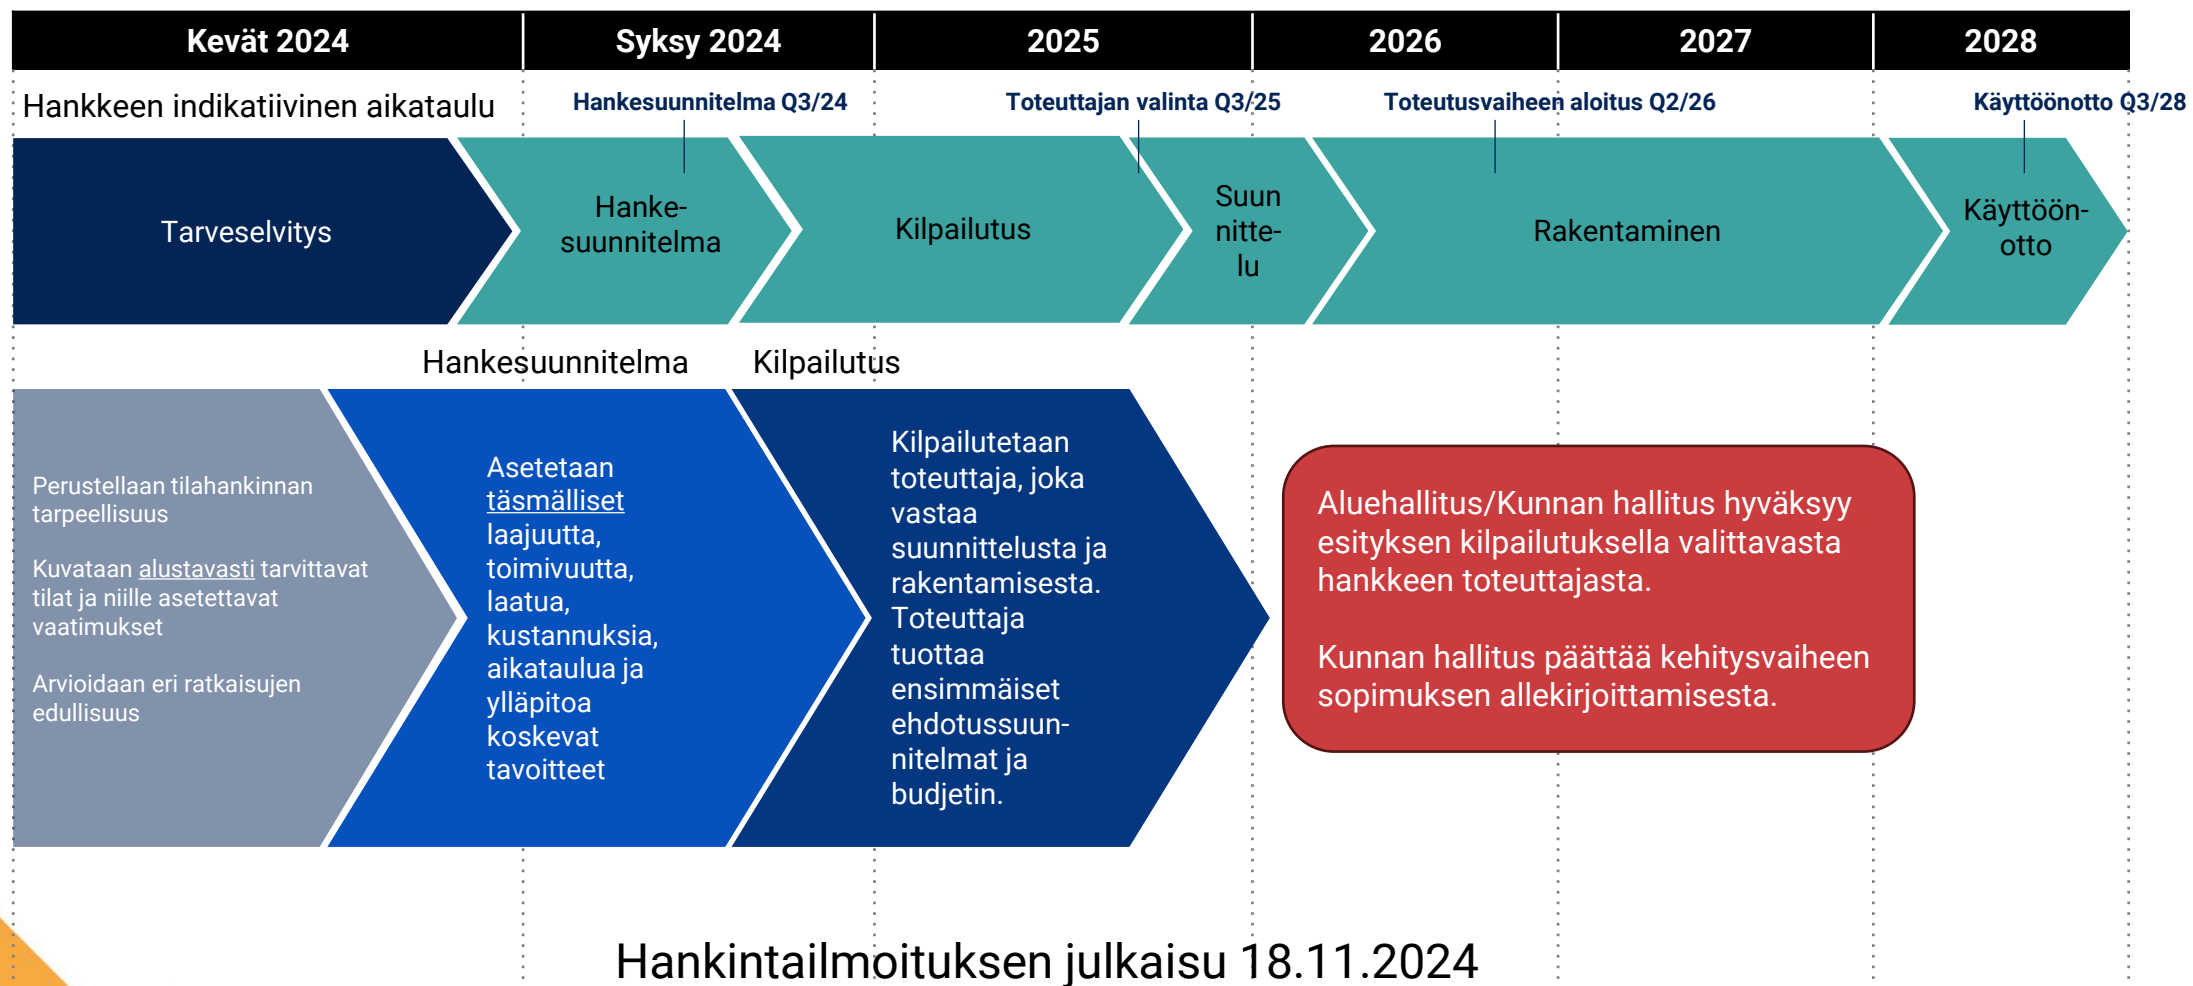 Kevät 2024
Syksy 2024
2025
2026
2027
2028
Hankkeen indikatiivinen aikataulu
Hankesuunnitelma Q3/24
Toteuttajan valinta Q3/25
Toteutusvaiheen aloitus Q2/26
Käyttöönotto Q3/28
Tarveselvitys
Hanke-
suunnitelma
Kilpailutus
Suun
nitte-
lu
Rakentaminen
Käyttöön-
otto
Hankesuunnitelma
Kilpailutus
Perustellaan tilahankinnan
tarpeellisuus
Kuvataan alustavasti tarvittavat
tilat ja niille asetettavat
vaatimukset
Arvioidaan eri ratkaisujen
edullisuus
Asetetaan
täsmälliset
laajuutta,
toimivuutta,
laatua,
kustannuksia,
aikataulua ja
ylläpitoa
koskevat
tavoitteet
Kilpailutetaan
toteuttaja, joka
vastaa
suunnittelusta ja
rakentamisesta.
Toteuttaja
tuottaa
ensimmäiset
ehdotussuun-
nitelmat ja
budjetin.
Aluehallitus/Kunnan hallitus hyväksyy
esityksen kilpailutuksella valittavasta
hankkeen toteuttajasta.
Kunnan hallitus päättää kehitysvaiheen
sopimuksen allekirjoittamisesta.
Hankintailmoituksen julkaisu 18.11.2024